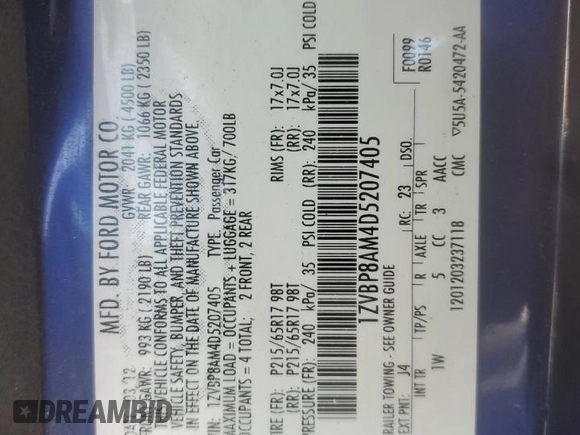 MFD. BY FORD MOTOR CO.
GVWR: 2041 KG ( 4500 LB)
FRONT GAWR: 993 KG ( 2190 LB) REAR GAWR: 1066 KG ( 2350 LB)
VEHICLE CONFORMS TO ALL APPLICABLE FEDERAL MOTOR
VEHICLE SAFETY, BUMPER, AND THEFT PREVENTION STANDARDS
IN EFFECT ON THE DATE OF MANUFACTURE SHOWN ABOVE.
VIN: 1ZVBP8AM4D5207405 TYPE: Passenger Car
MAXIMUM LOAD = OCCUPANTS + LUGGAGE = 317KG/ 700LB
OCCUPANTS = 4 TOTAL; 2 FRONT, 2 REAR
TIRE (FR): P215/65R17 98T RIMS (FR): 17x7.0J
(RR): P215/65R17 98T (RR): 17x7.0J
PRESSURE (FR): 240 kPa/ 35 PSI COLD (RR): 240 kPa/ 35 PSI COLD
1ZVBP8AM4D5207405
F0099
R0146
TRAILER TOWING - SEE OWNER GUIDE
EXT PNT: J4 RC: 23 DSO:
INT TR TP/PS R AXLE TR SPR
1W 5 CC 3 AACC
1201203237118 CMC ▽5U5A-5420472-AA
DREAMBID